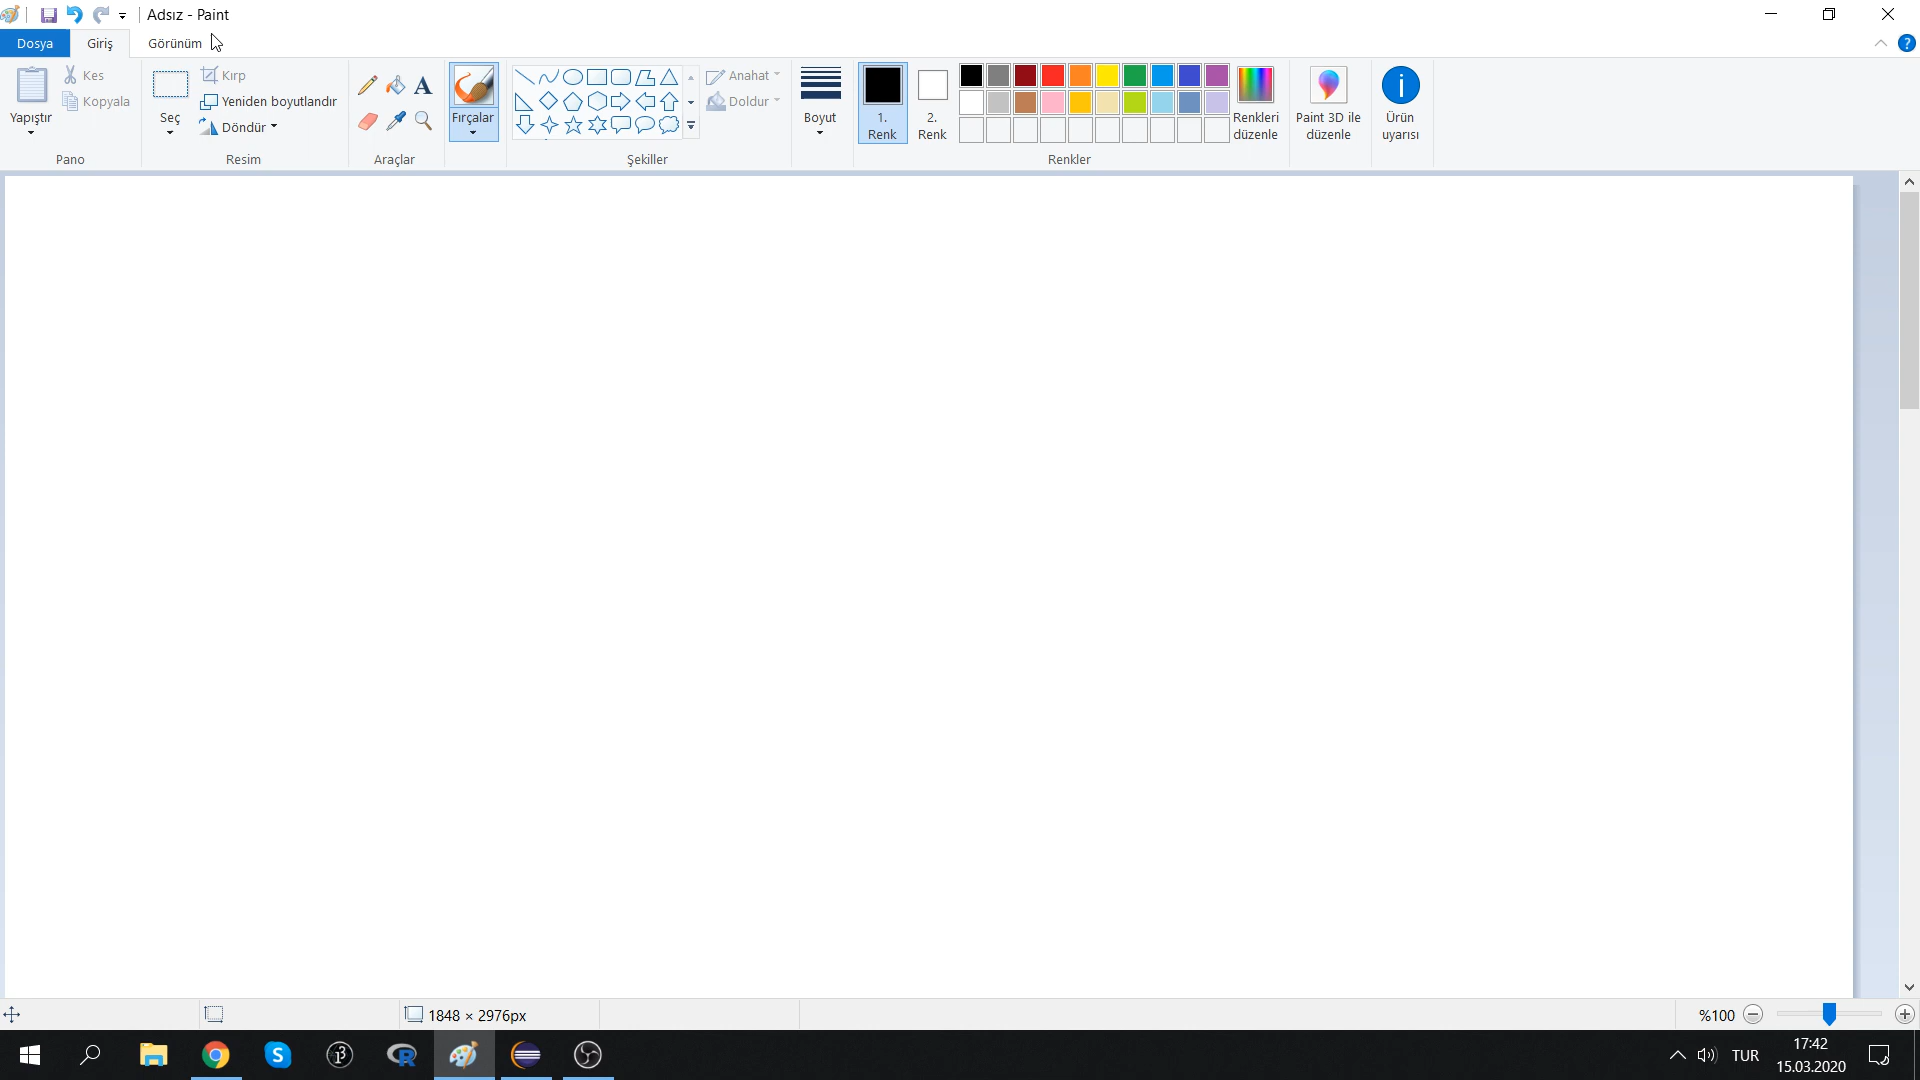 Adsız - Paint
Dosya Giriş Görünüm
Yapıştır Kes Kopyala
Pano
Seç Kırp Yeniden boyutlandır Döndür
Resim
A
Araçlar
Fırçalar
Anahat Doldur
Şekiller
Boyut
1. Renk 2. Renk
Renkleri düzenle
Renkler
Paint 3D ile düzenle
Ürün uyarısı
1848 × 2976px
%100
TUR
17:42
15.03.2020